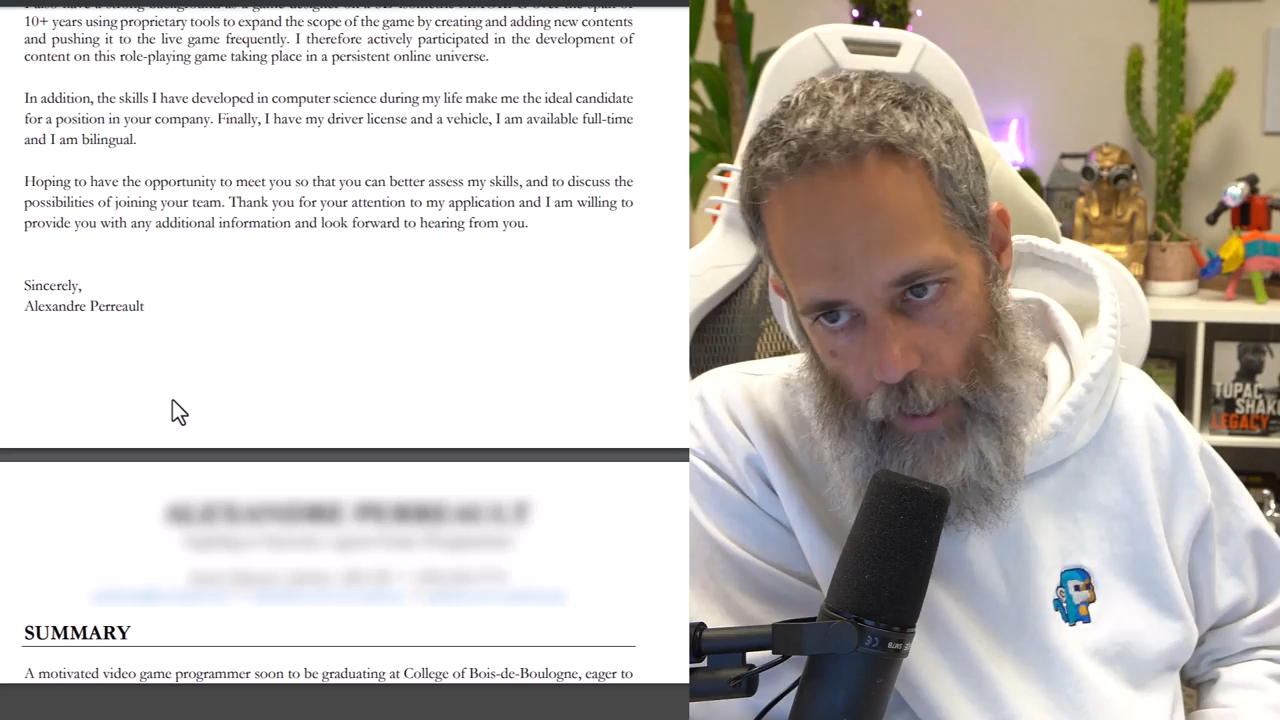 10+ years using proprietary tools to expand the scope of the game by creating and adding new contents
and pushing it to the live game frequently. I therefore actively participated in the development of
content on this role-playing game taking place in a persistent online universe.
In addition, the skills I have developed in computer science during my life make me the ideal candidate
for a position in your company. Finally, I have my driver license and a vehicle, I am available full-time
and I am bilingual.
Hoping to have the opportunity to meet you so that you can better assess my skills, and to discuss the
possibilities of joining your team. Thank you for your attention to my application and I am willing to
provide you with any additional information and look forward to hearing from you.
Sincerely,
Alexandre Perreault
SUMMARY
A motivated video game programmer soon to be graduating at College of Bois-de-Boulogne, eager to
TUPAC
SHAK
LEGACY
SM7B